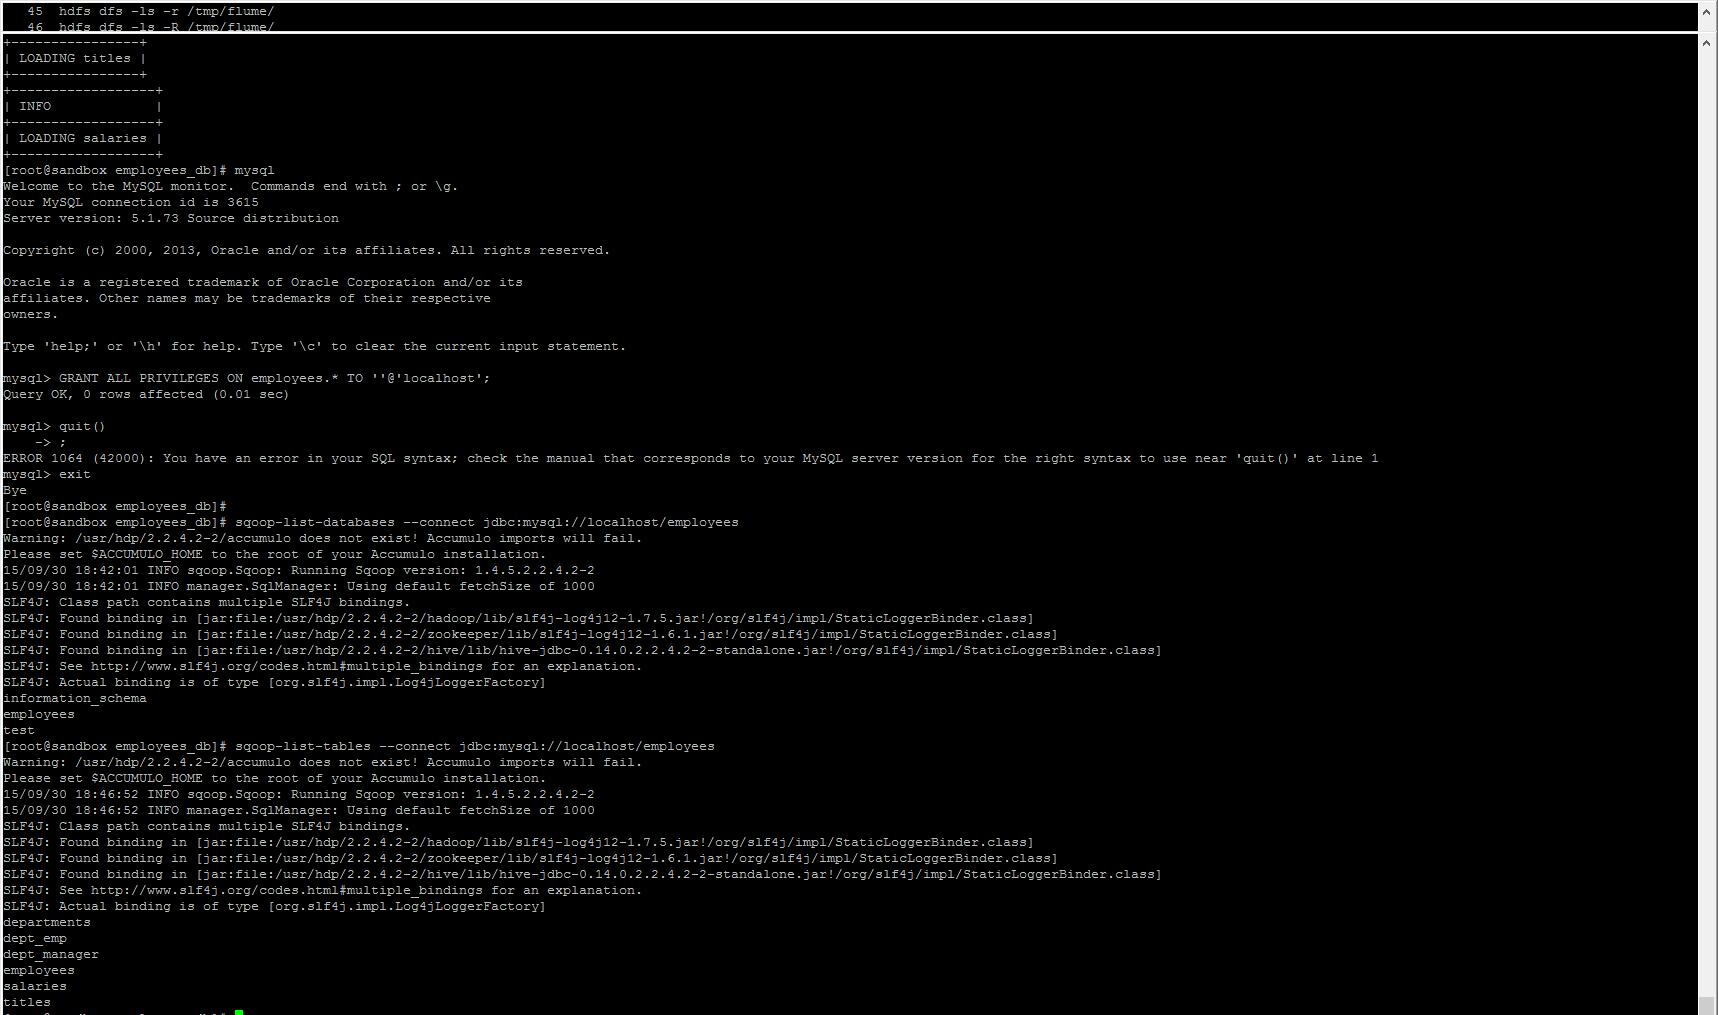 45  hdfs dfs -ls -r /tmp/flume/
46  hdfs dfs -ls -R /tmp/flume/
+----------------+
| LOADING titles |
+----------------+
+------------------+
| INFO             |
+------------------+
| LOADING salaries |
+------------------+
[root@sandbox employees_db]# mysql
Welcome to the MySQL monitor.  Commands end with ; or \g.
Your MySQL connection id is 3615
Server version: 5.1.73 Source distribution

Copyright (c) 2000, 2013, Oracle and/or its affiliates. All rights reserved.

Oracle is a registered trademark of Oracle Corporation and/or its
affiliates. Other names may be trademarks of their respective
owners.

Type 'help;' or '\h' for help. Type '\c' to clear the current input statement.

mysql> GRANT ALL PRIVILEGES ON employees.* TO ''@'localhost';
Query OK, 0 rows affected (0.01 sec)

mysql> quit()
    -> ;
ERROR 1064 (42000): You have an error in your SQL syntax; check the manual that corresponds to your MySQL server version for the right syntax to use near 'quit()' at line 1
mysql> exit
Bye
[root@sandbox employees_db]#
[root@sandbox employees_db]# sqoop-list-databases --connect jdbc:mysql://localhost/employees
Warning: /usr/hdp/2.2.4.2-2/accumulo does not exist! Accumulo imports will fail.
Please set $ACCUMULO_HOME to the root of your Accumulo installation.
15/09/30 18:42:01 INFO sqoop.Sqoop: Running Sqoop version: 1.4.5.2.2.4.2-2
15/09/30 18:42:01 INFO manager.SqlManager: Using default fetchSize of 1000
SLF4J: Class path contains multiple SLF4J bindings.
SLF4J: Found binding in [jar:file:/usr/hdp/2.2.4.2-2/hadoop/lib/slf4j-log4j12-1.7.5.jar!/org/slf4j/impl/StaticLoggerBinder.class]
SLF4J: Found binding in [jar:file:/usr/hdp/2.2.4.2-2/zookeeper/lib/slf4j-log4j12-1.6.1.jar!/org/slf4j/impl/StaticLoggerBinder.class]
SLF4J: Found binding in [jar:file:/usr/hdp/2.2.4.2-2/hive/lib/hive-jdbc-0.14.0.2.2.4.2-2-standalone.jar!/org/slf4j/impl/StaticLoggerBinder.class]
SLF4J: See http://www.slf4j.org/codes.html#multiple_bindings for an explanation.
SLF4J: Actual binding is of type [org.slf4j.impl.Log4jLoggerFactory]
information_schema
employees
test
[root@sandbox employees_db]# sqoop-list-tables --connect jdbc:mysql://localhost/employees
Warning: /usr/hdp/2.2.4.2-2/accumulo does not exist! Accumulo imports will fail.
Please set $ACCUMULO_HOME to the root of your Accumulo installation.
15/09/30 18:46:52 INFO sqoop.Sqoop: Running Sqoop version: 1.4.5.2.2.4.2-2
15/09/30 18:46:52 INFO manager.SqlManager: Using default fetchSize of 1000
SLF4J: Class path contains multiple SLF4J bindings.
SLF4J: Found binding in [jar:file:/usr/hdp/2.2.4.2-2/hadoop/lib/slf4j-log4j12-1.7.5.jar!/org/slf4j/impl/StaticLoggerBinder.class]
SLF4J: Found binding in [jar:file:/usr/hdp/2.2.4.2-2/zookeeper/lib/slf4j-log4j12-1.6.1.jar!/org/slf4j/impl/StaticLoggerBinder.class]
SLF4J: Found binding in [jar:file:/usr/hdp/2.2.4.2-2/hive/lib/hive-jdbc-0.14.0.2.2.4.2-2-standalone.jar!/org/slf4j/impl/StaticLoggerBinder.class]
SLF4J: See http://www.slf4j.org/codes.html#multiple_bindings for an explanation.
SLF4J: Actual binding is of type [org.slf4j.impl.Log4jLoggerFactory]
departments
dept_emp
dept_manager
employees
salaries
titles